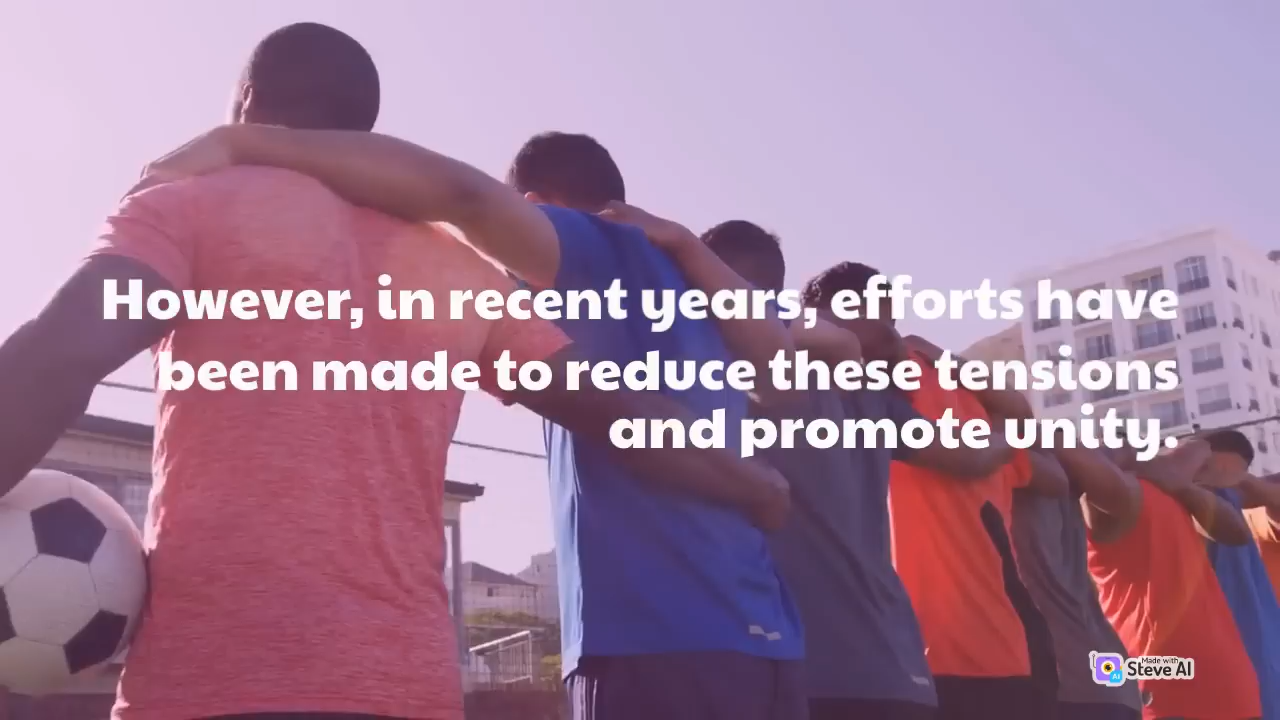 However, in recent years, efforts have
been made to reduce these tensions
and promote unity.
Made with
Steve AI